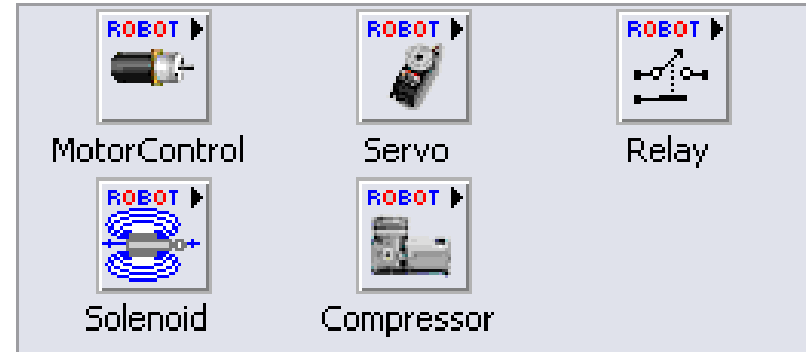 ROBOT ROBOT ROBOT
MotorControl Servo Relay
ROBOT ROBOT
Solenoid Compressor